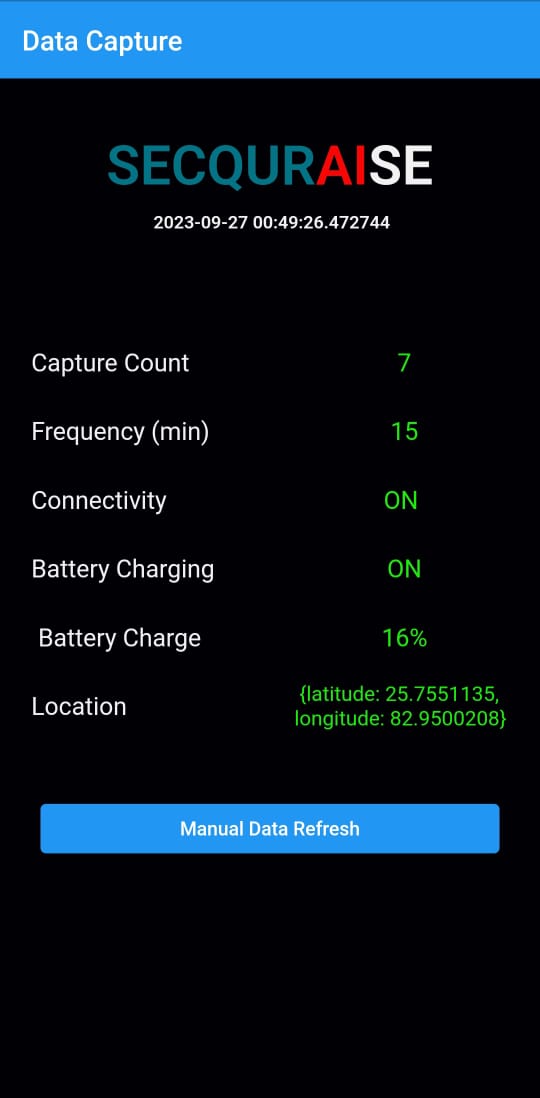 Data Capture
SECQURAISE
2023-09-27 00:49:26.472744
Capture Count 7
Frequency (min) 15
Connectivity ON
Battery Charging ON
Battery Charge 16%
Location {latitude: 25.7551135,
longitude: 82.9500208}
Manual Data Refresh